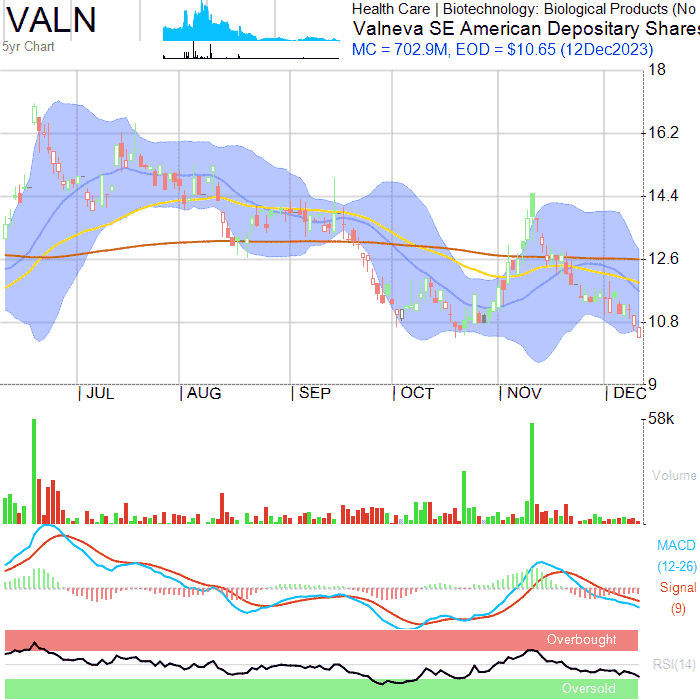 VALN
5yr Chart
Health Care | Biotechnology: Biological Products (No
Valneva SE American Depositary Shares
MC = 702.9M, EOD = $10.65 (12Dec2023)
18
16.2
14.4
12.6
10.8
9
| JUL | AUG | SEP | OCT | NOV | DEC
58k
Volume
MACD
(12-26)
Signal
(9)
Overbought
RSI(14)
Oversold